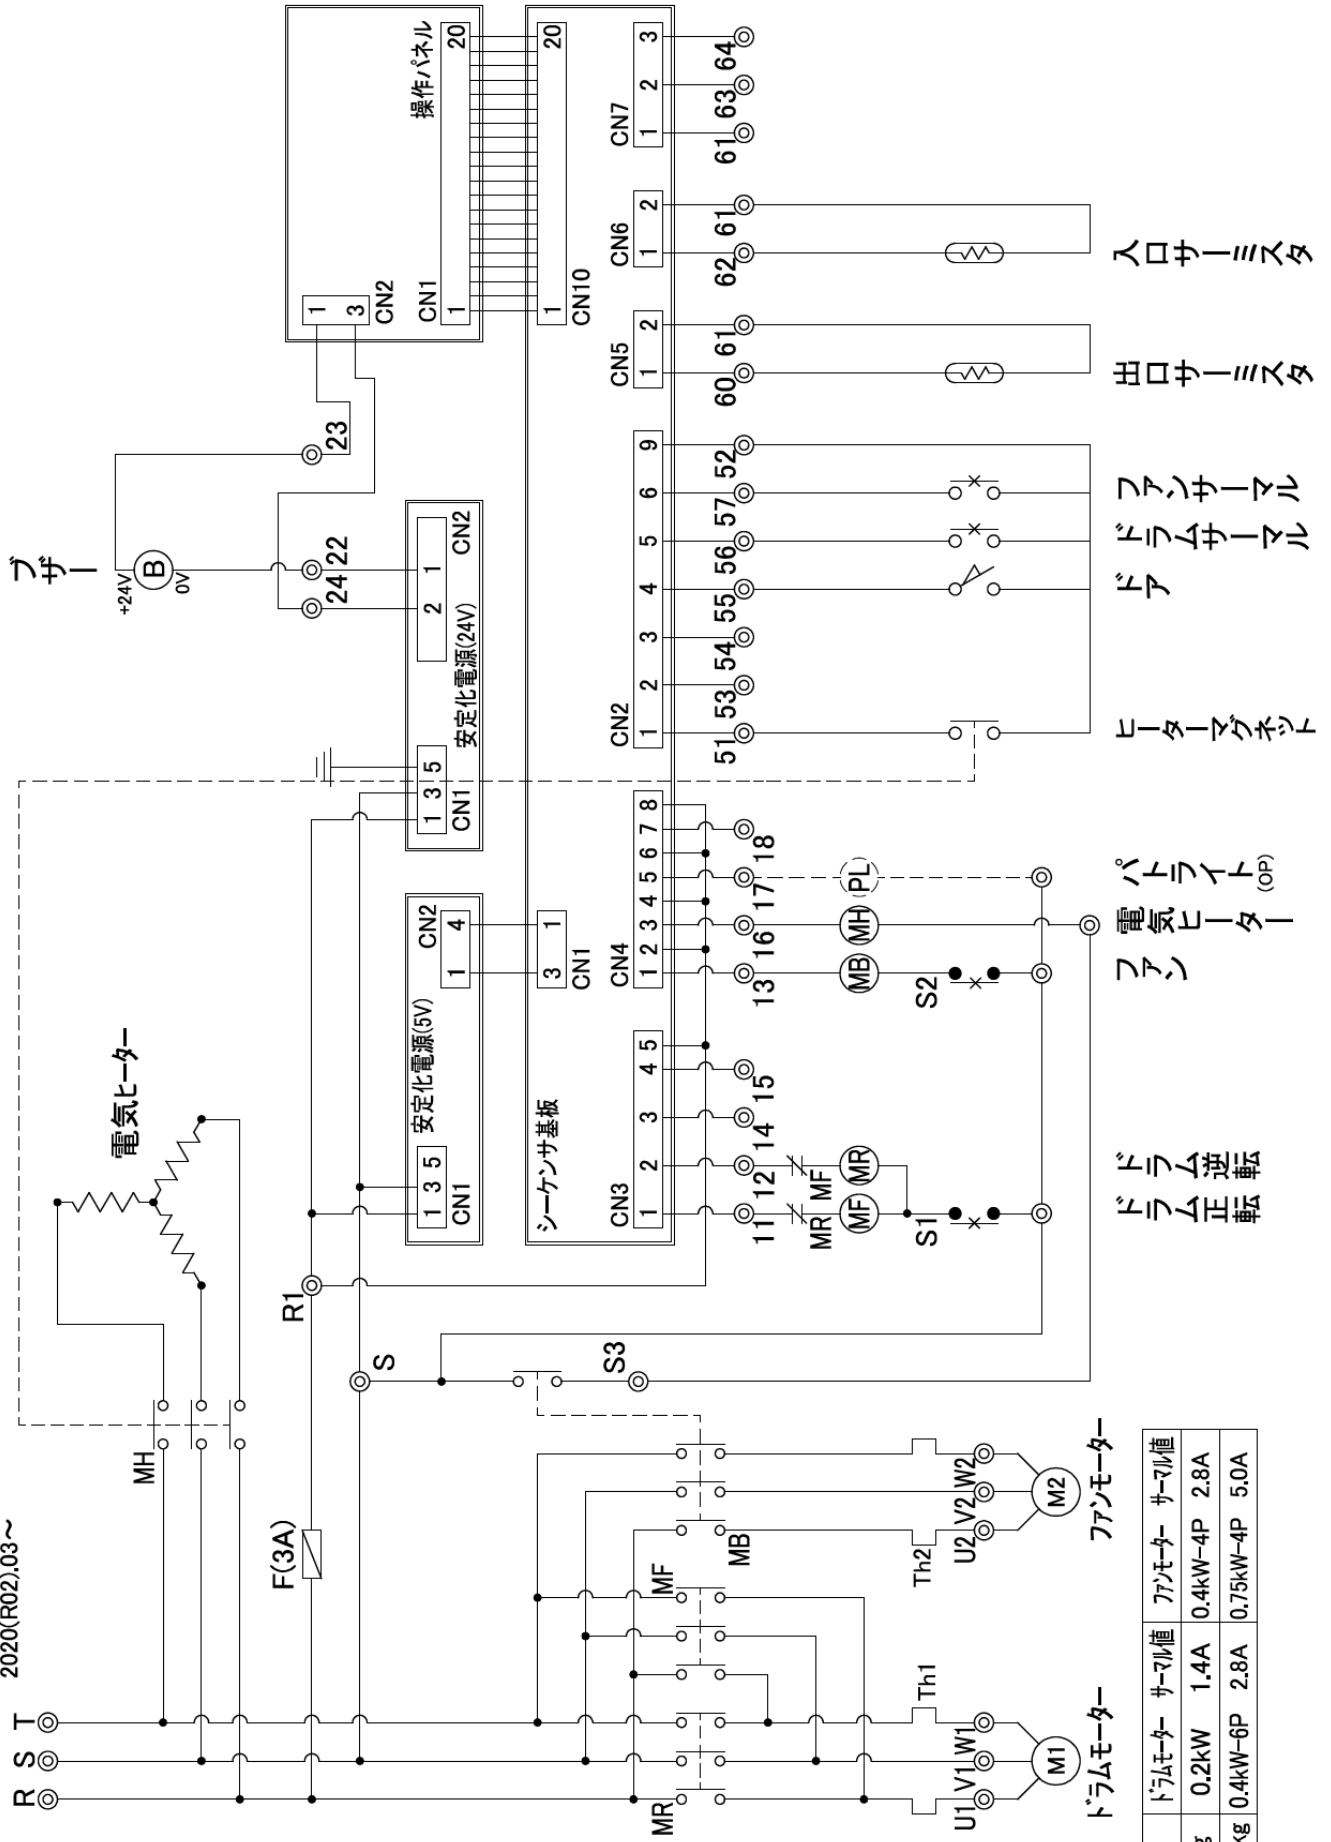 2020(R02).03～
R
S
T
MH
電気ヒーター
F(3A)
R1
S
S3
ブザー
+24V
B
0V
22
23
24
操作パネル
CN2
1
3
CN1
1
20
安定化電源(24V)
CN2
2
1
CN1
1
3
5
安定化電源(5V)
CN2
1
4
CN1
1
3
5
シーケンサ基板
CN10
1
20
CN1
3
1
CN3
1
2
3
4
5
CN4
1
2
3
4
5
6
7
8
CN2
1
2
3
4
5
6
9
CN5
1
2
CN6
1
2
CN7
1
2
3
11
12
14
15
13
16
17
18
51
53
54
55
56
57
52
60
61
62
61
61
63
64
MR
MF
MF
MR
S1
MB
MH
(PL)
S2
ドラム正転
ドラム逆転
ファン
電気ヒーター
パトライト(OP)
ヒーターマグネット
ドア
ドラムサーマル
ファンサーマル
出口サーミスタ
入口サーミスタ
MR
MF
MB
Th1
Th2
U1
V1
W1
U2
V2
W2
M1
M2
ドラムモーター
ファンモーター
ドラムモーター サーマル値 ファンモーター サーマル値
0.2kW 1.4A 0.4kW-4P 2.8A
kg 0.4kW-6P 2.8A 0.75kW-4P 5.0A